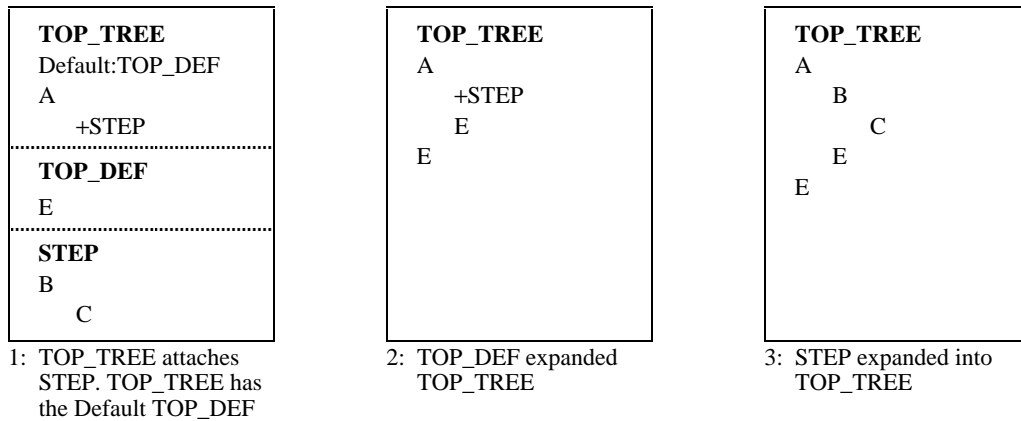 TOP_TREE
Default:TOP_DEF
A
+STEP
TOP_DEF
E
STEP
B
C
1: TOP_TREE attaches
STEP. TOP_TREE has
the Default TOP_DEF
TOP_TREE
A
+STEP
E
E
2: TOP_DEF expanded
TOP_TREE
TOP_TREE
A
B
C
E
E
3: STEP expanded into
TOP_TREE